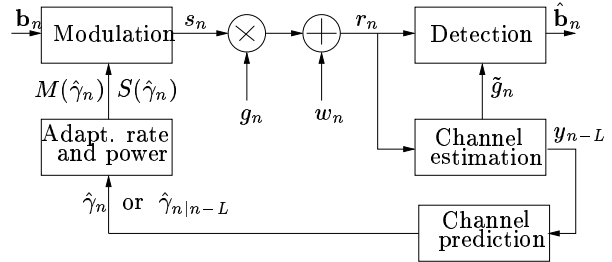 b_n
Modulation
s_n
×
+
r_n
Detection
b̂_n
M(γ̂_n) S(γ̂_n)
g_n
w_n
g̃_n
Adapt. rate
and power
Channel
estimation
y_{n-L}
γ̂_n or γ̂_{n|n-L}
Channel
prediction